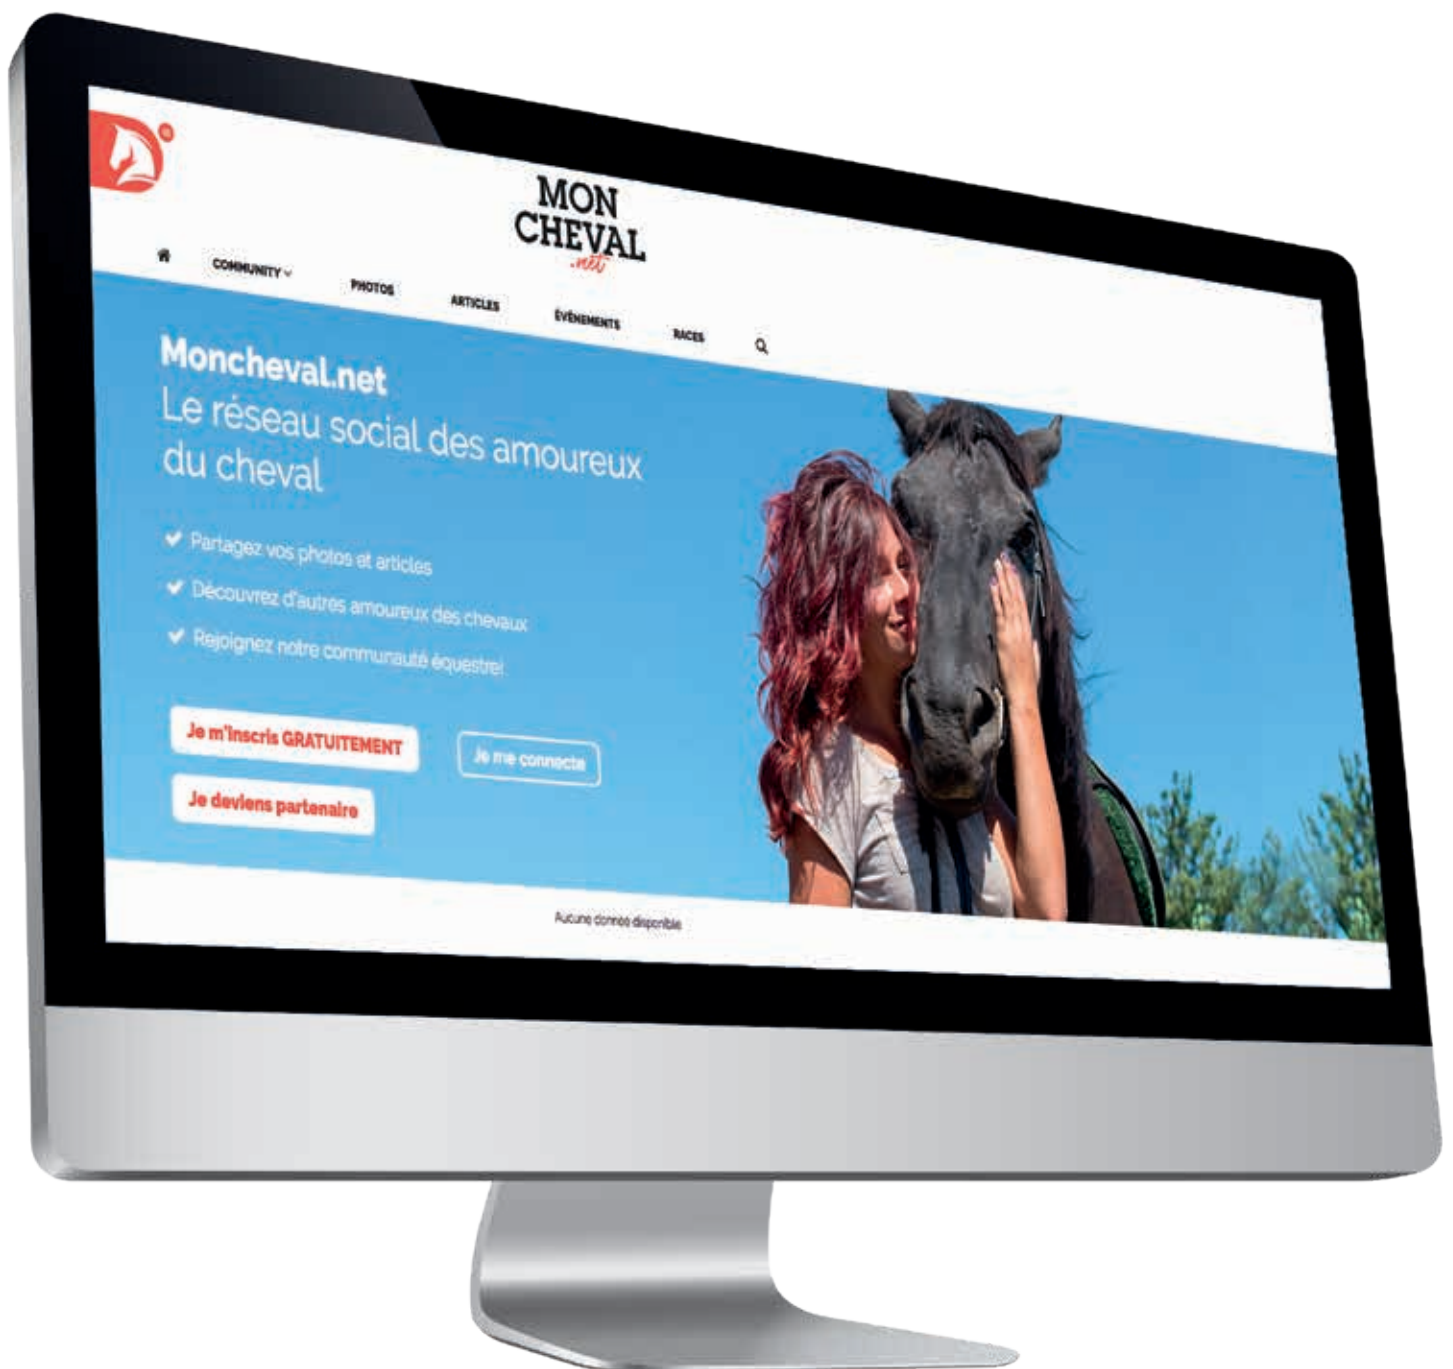 MON
CHEVAL
.net
COMMUNITY
PHOTOS
ARTICLES
ÉVÈNEMENTS
RACES
Moncheval.net
Le réseau social des amoureux
du cheval
Partagez vos photos et articles
Découvrez d'autres amoureux des chevaux
Rejoignez notre communauté équestre!
Je m'inscris GRATUITEMENT
Je me connecte
Je deviens partenaire
Aucune donnée disponible